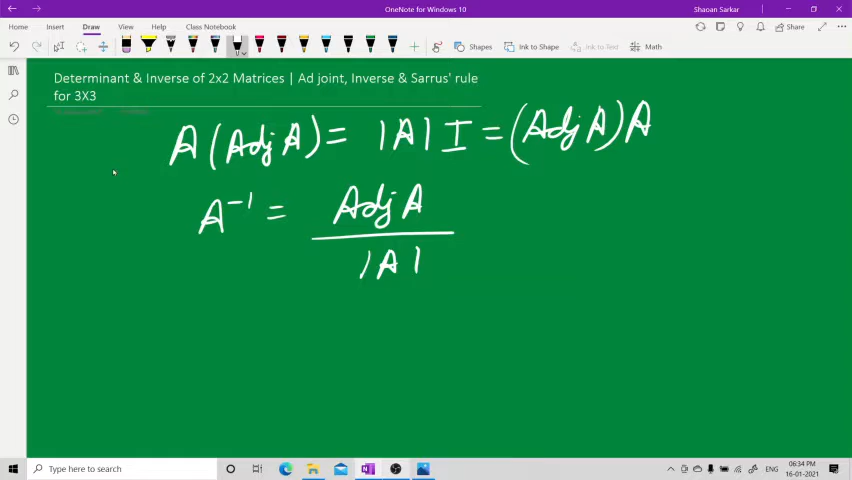 OneNote for Windows 10
Shaoan Sarkar
Home Insert Draw View Help Class Notebook Share
Shapes Ink to Shape Ink to Text Math
Determinant & Inverse of 2x2 Matrices | Ad joint, Inverse & Sarrus' rule
for 3X3
A (Adj A) = |A| I = (Adj A) A
A⁻¹ = Adj A
|A|
Type here to search
ENG
06:34 PM
16-01-2021